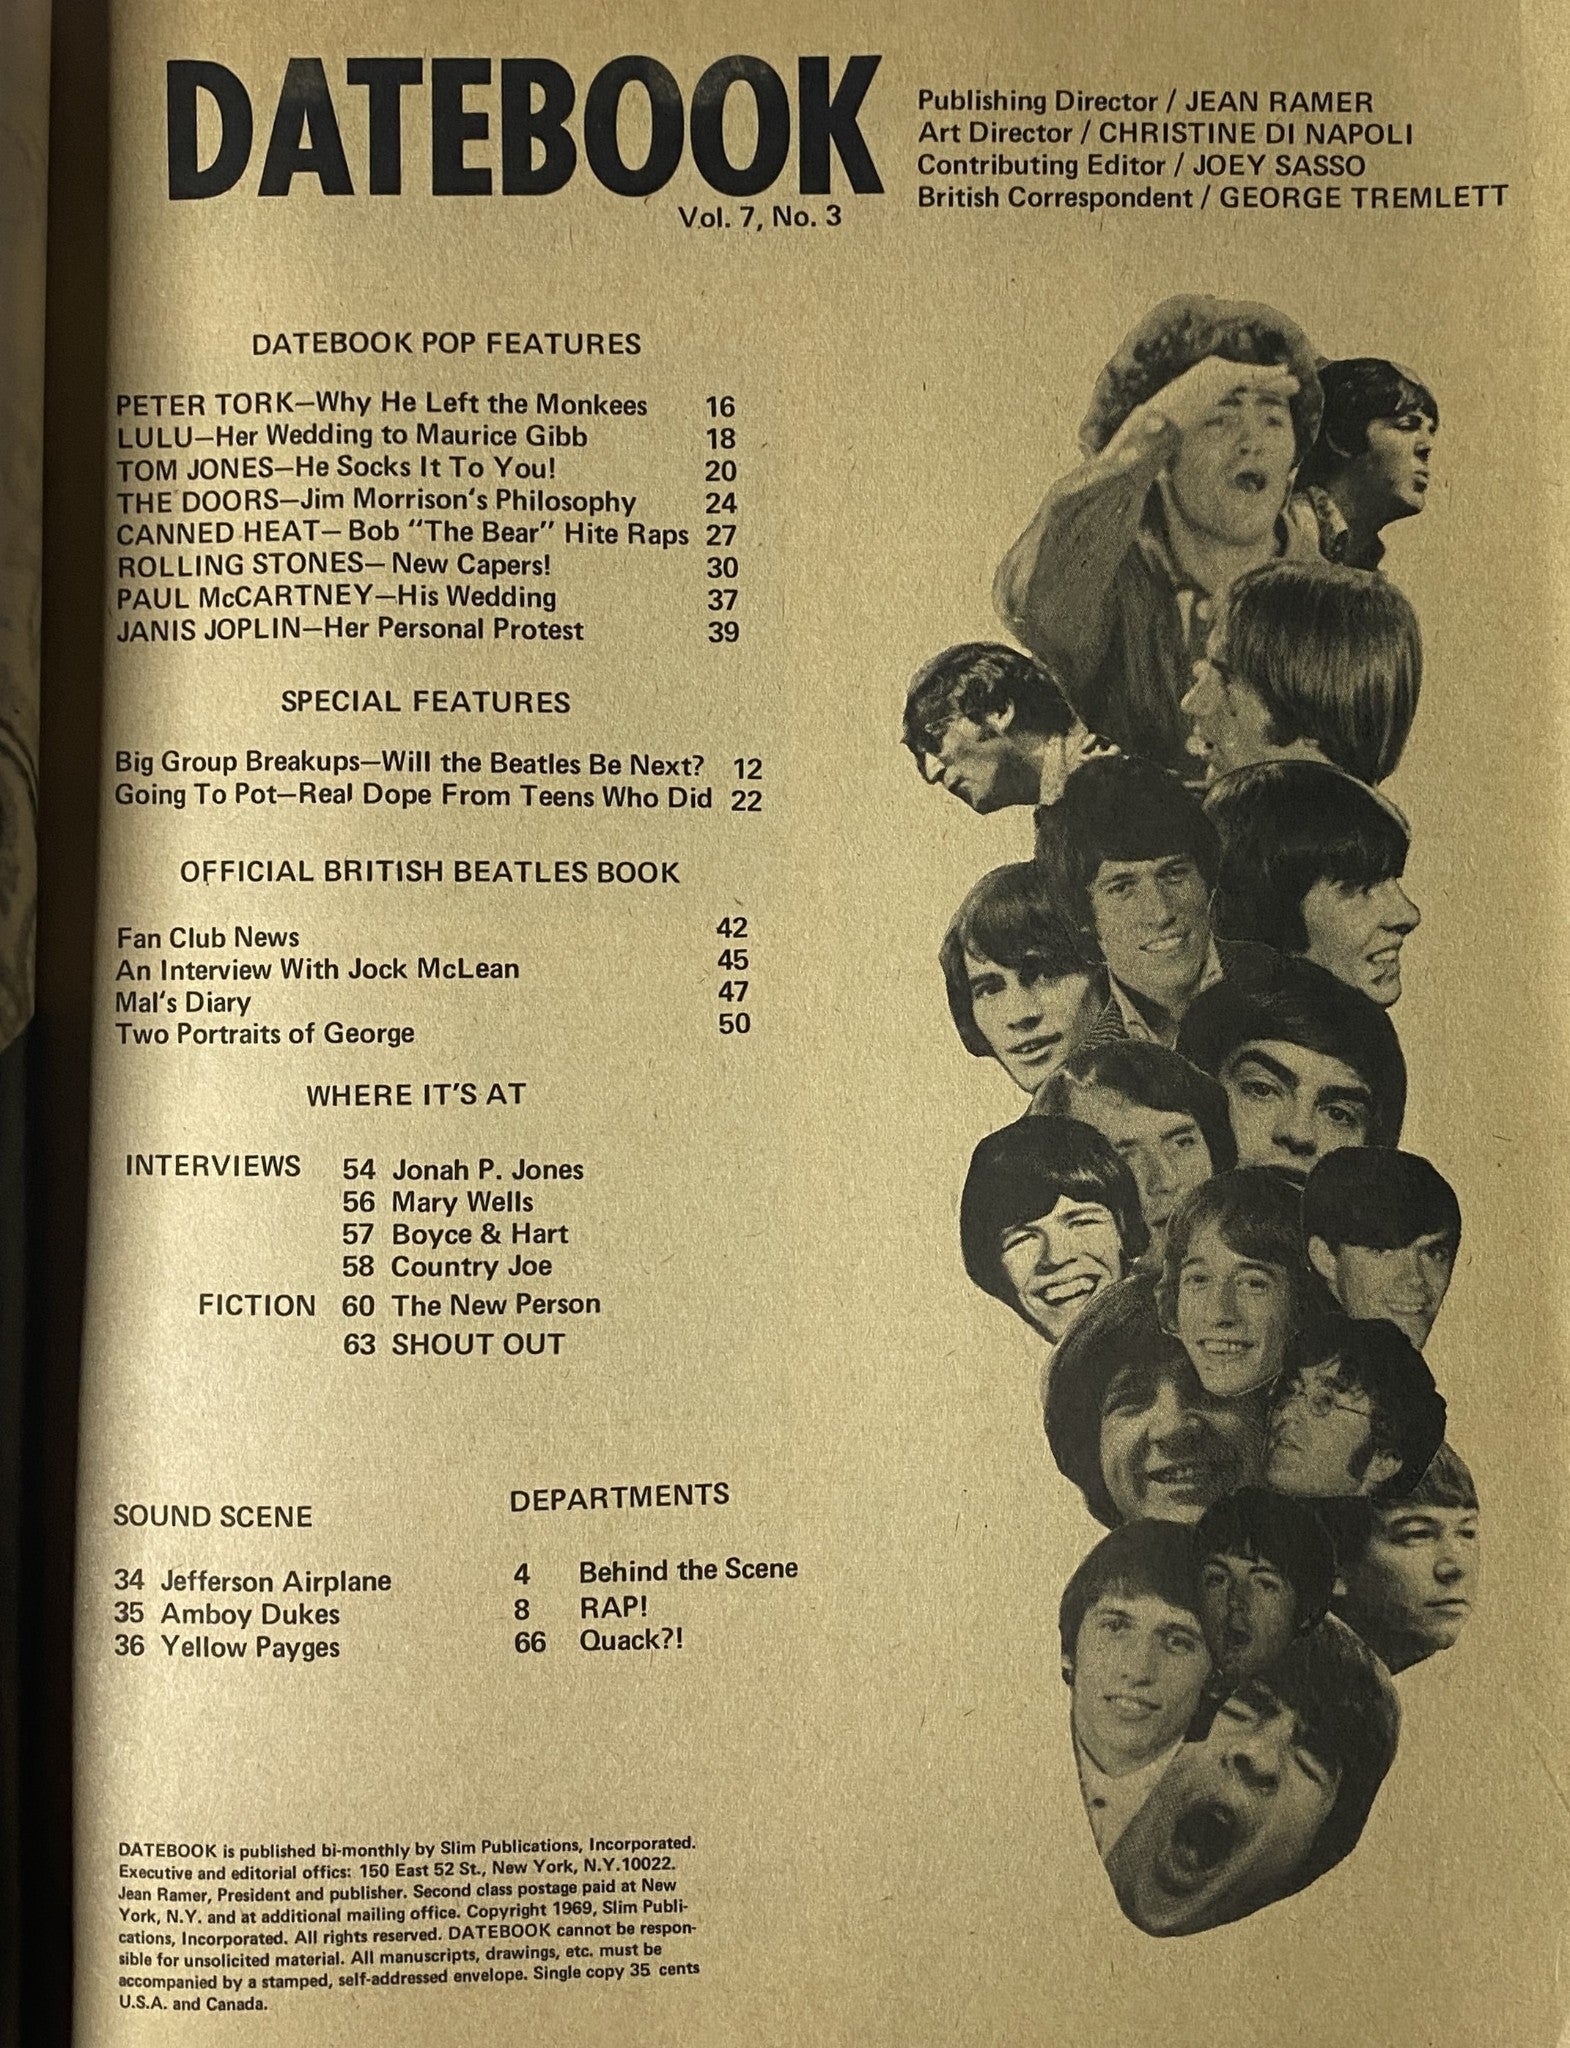 DATEBOOK
Vol. 7, No. 3
Publishing Director / JEAN RAMER
Art Director / CHRISTINE DI NAPOLI
Contributing Editor / JOEY SASSO
British Correspondent / GEORGE TREMLETT
DATEBOOK POP FEATURES
PETER TORK—Why He Left the Monkees 16
LULU—Her Wedding to Maurice Gibb 18
TOM JONES—He Socks It To You! 20
THE DOORS—Jim Morrison's Philosophy 24
CANNED HEAT—Bob "The Bear" Hite Raps 27
ROLLING STONES—New Capers! 30
PAUL McCARTNEY—His Wedding 37
JANIS JOPLIN—Her Personal Protest 39
SPECIAL FEATURES
Big Group Breakups—Will the Beatles Be Next? 12
Going To Pot—Real Dope From Teens Who Did 22
OFFICIAL BRITISH BEATLES BOOK
Fan Club News 42
An Interview With Jock McLean 45
Mal's Diary 47
Two Portraits of George 50
WHERE IT'S AT
INTERVIEWS 54 Jonah P. Jones
56 Mary Wells
57 Boyce & Hart
58 Country Joe
FICTION 60 The New Person
63 SHOUT OUT
SOUND SCENE
34 Jefferson Airplane
35 Amboy Dukes
36 Yellow Payges
DEPARTMENTS
4 Behind the Scene
8 RAP!
66 Quack?!
DATEBOOK is published bi-monthly by Slim Publications, Incorporated.
Executive and editorial offics: 150 East 52 St., New York, N.Y.10022.
Jean Ramer, President and publisher. Second class postage paid at New
York, N.Y. and at additional mailing office. Copyright 1969, Slim Publi-
cations, Incorporated. All rights reserved. DATEBOOK cannot be respon-
sible for unsolicited material. All manuscripts, drawings, etc. must be
accompanied by a stamped, self-addressed envelope. Single copy 35 cents
U.S.A. and Canada.